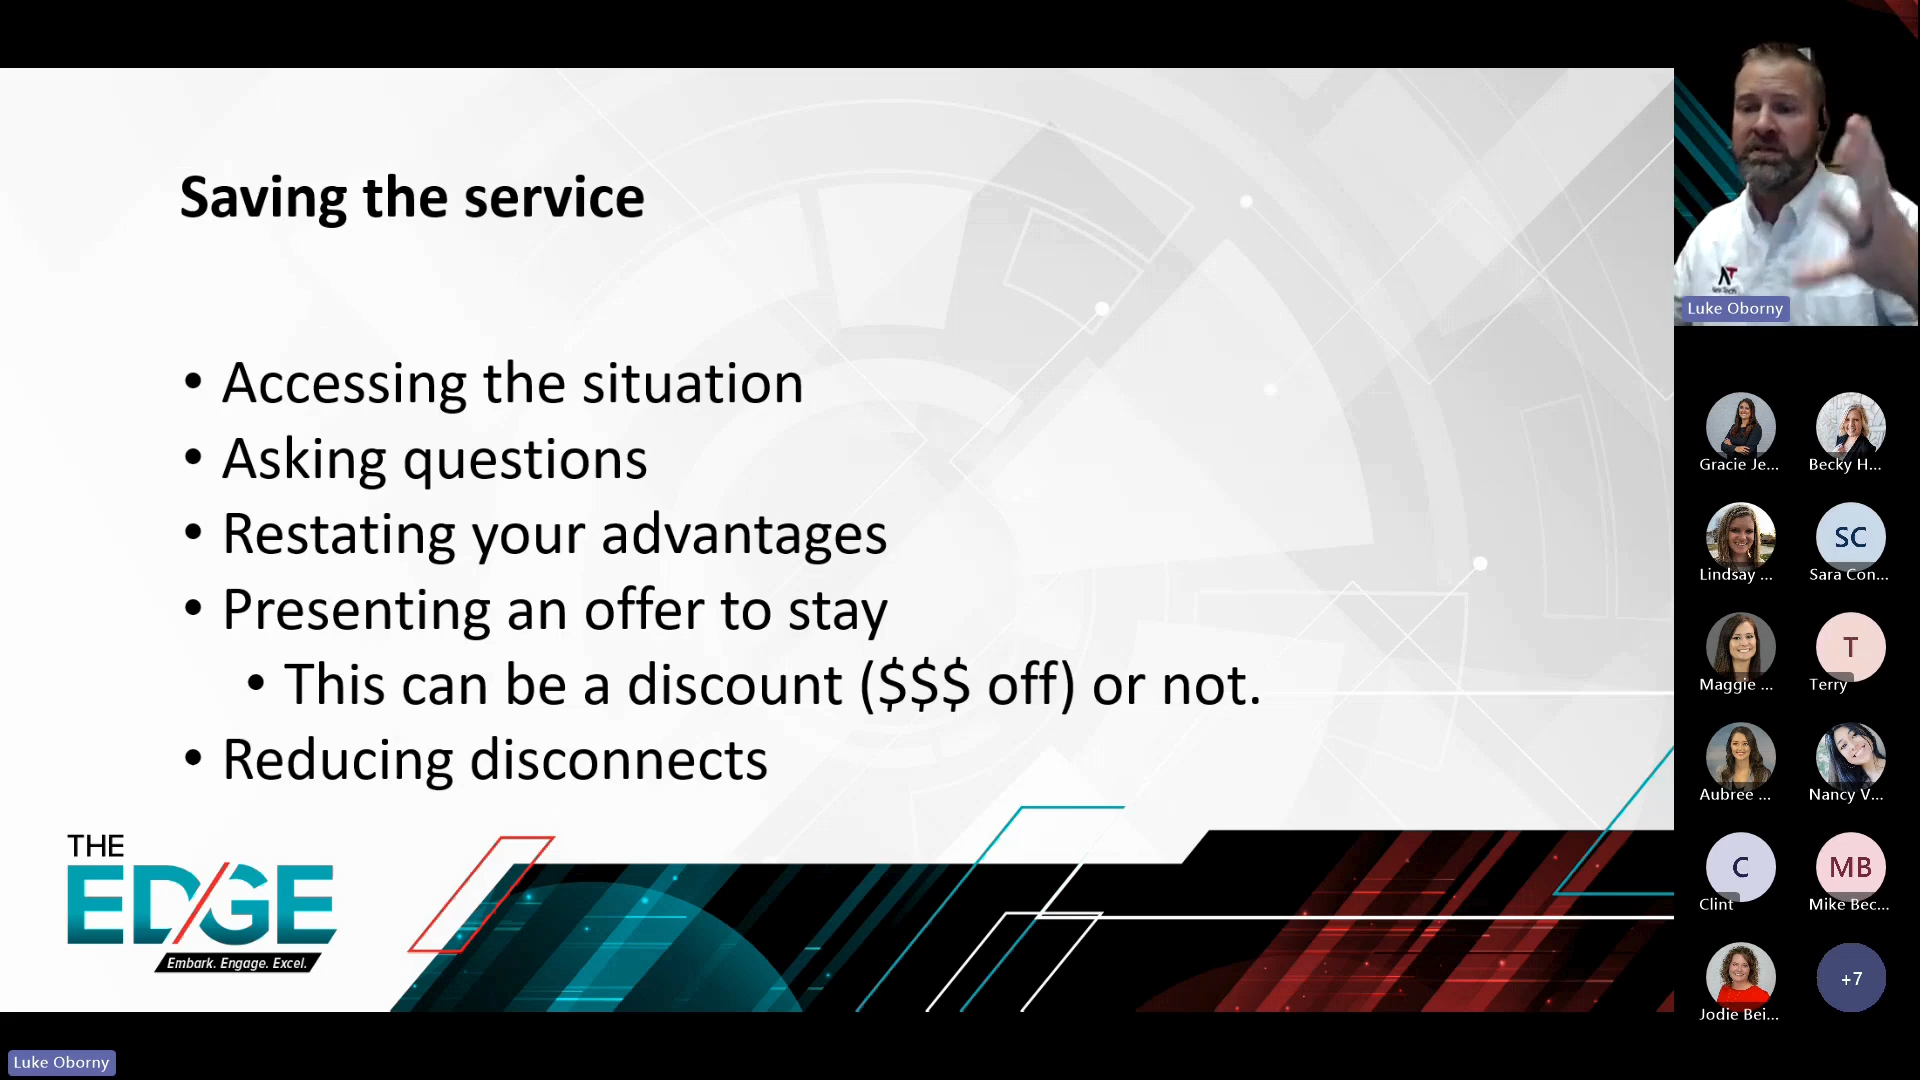 Saving the service
• Accessing the situation
• Asking questions
• Restating your advantages
• Presenting an offer to stay
• This can be a discount ($$$ off) or not.
• Reducing disconnects
THE
EDGE
Embark. Engage. Excel.
Luke Oborny
Luke Oborny
Gracie Je...
Becky H...
Lindsay ...
SC
Sara Con...
Maggie ...
T
Terry
Aubree ...
Nancy V...
C
Clint
MB
Mike Bec...
Jodie Bei...
+7